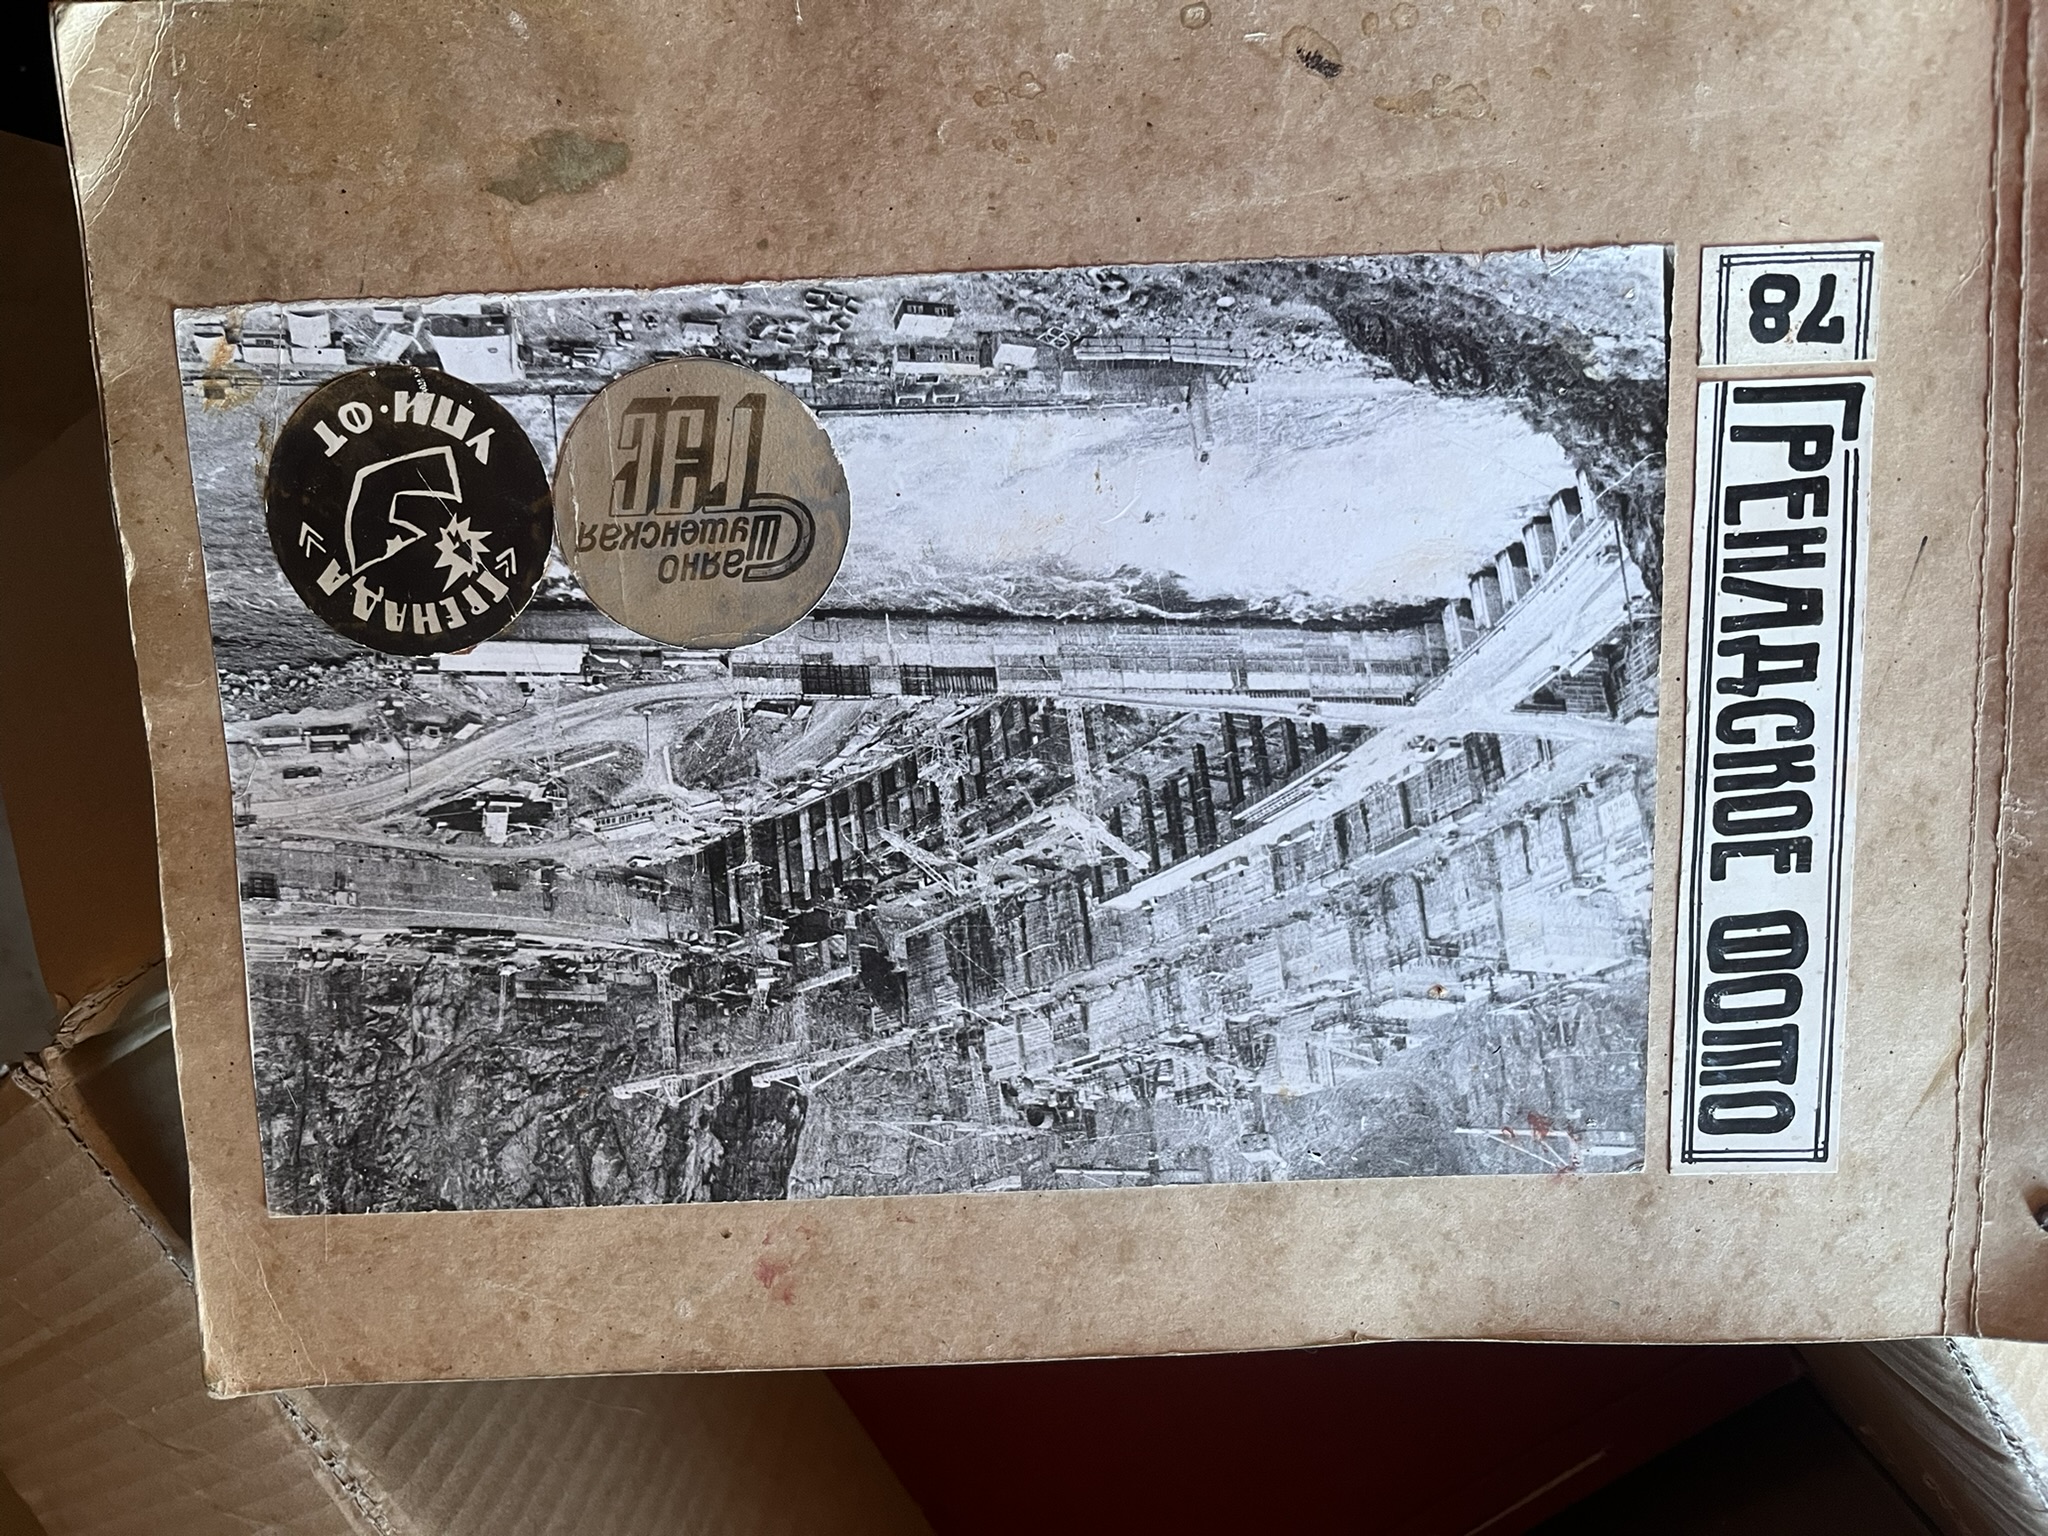 78
ГРЕНАДСКОЕ ФОТО
САЯНО
ШУШЕНСКАЯ
ГЭС
«ГРЕНАДА»
УПИ·ФТ